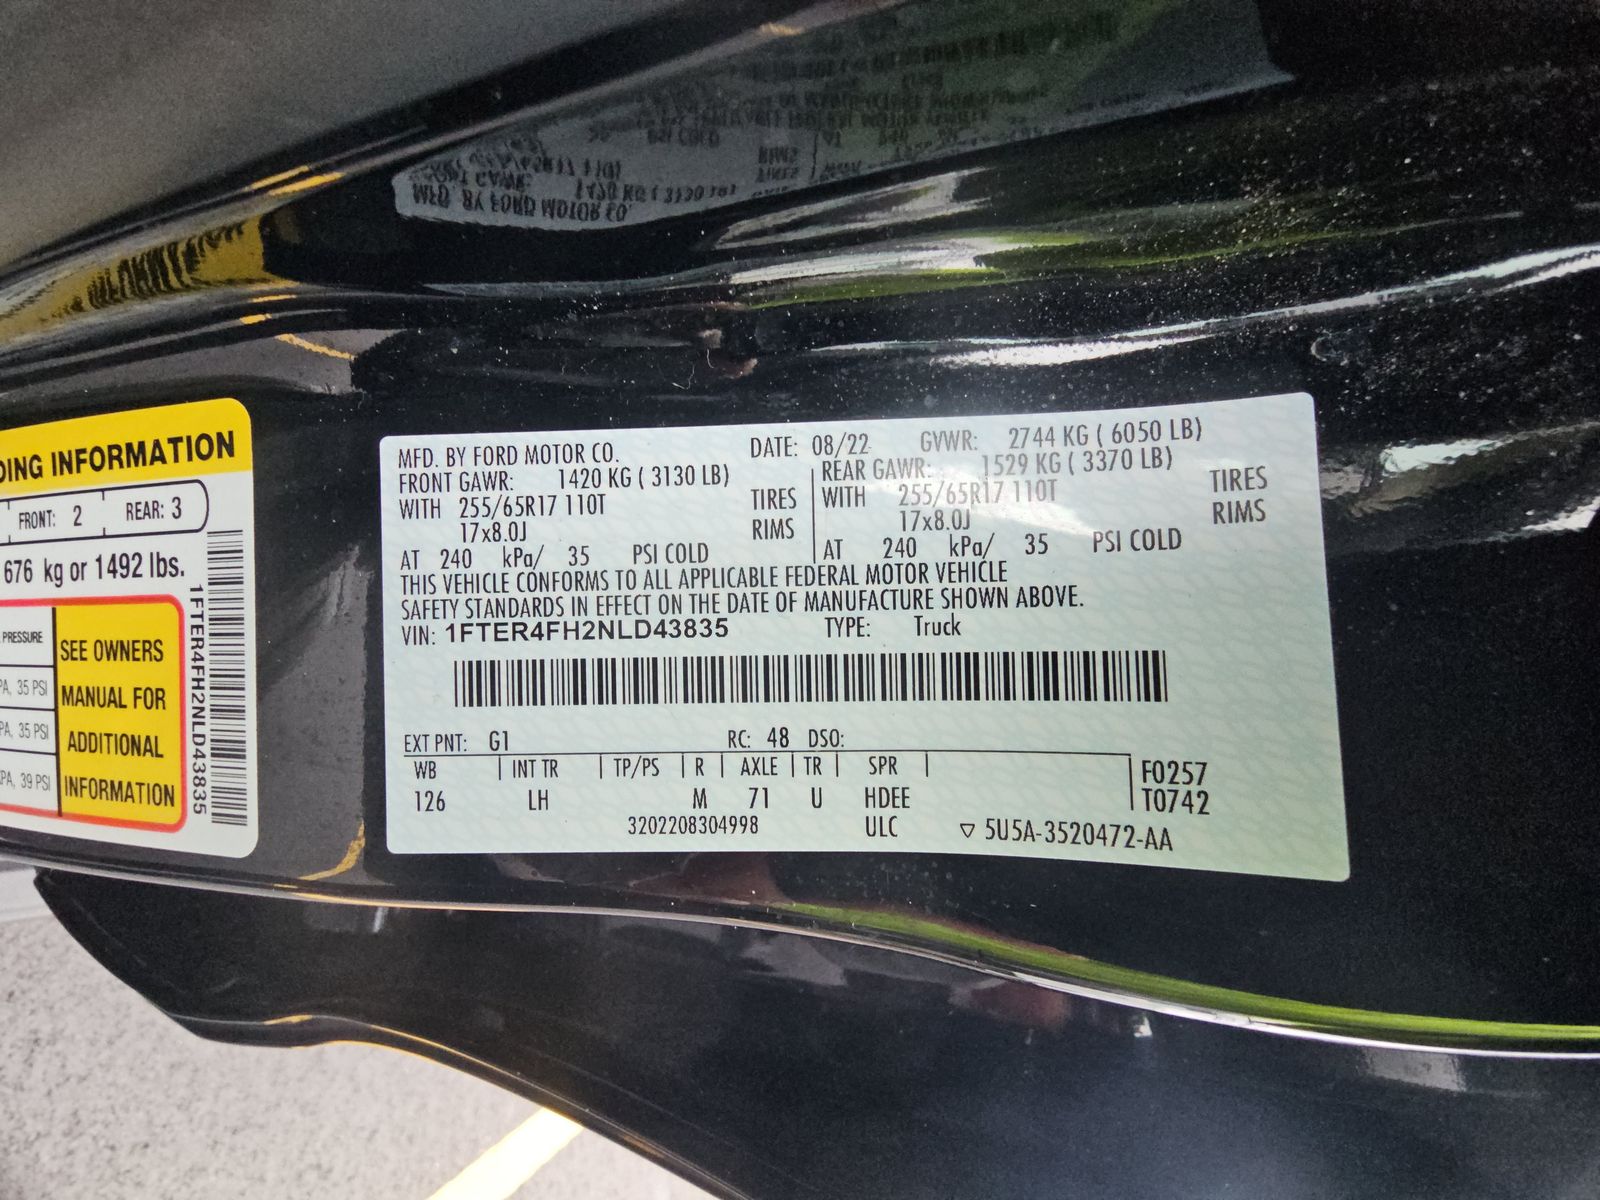 DING INFORMATION
FRONT: 2 REAR: 3
676 kg or 1492 lbs.
PRESSURE
PA, 35 PSI
PA, 35 PSI
PA, 39 PSI
SEE OWNERS
MANUAL FOR
ADDITIONAL
INFORMATION
1FTER4FH2NLD43835
MFD. BY FORD MOTOR CO. DATE: 08/22 GVWR: 2744 KG ( 6050 LB)
FRONT GAWR: 1420 KG ( 3130 LB) REAR GAWR: 1529 KG ( 3370 LB)
WITH 255/65R17 110T TIRES WITH 255/65R17 110T TIRES
17x8.0J RIMS 17x8.0J RIMS
AT 240 kPa/ 35 PSI COLD AT 240 kPa/ 35 PSI COLD
THIS VEHICLE CONFORMS TO ALL APPLICABLE FEDERAL MOTOR VEHICLE
SAFETY STANDARDS IN EFFECT ON THE DATE OF MANUFACTURE SHOWN ABOVE.
VIN: 1FTER4FH2NLD43835 TYPE: Truck
EXT PNT: G1 RC: 48 DSO:
WB INT TR TP/PS R AXLE TR SPR F0257
126 LH M 71 U HDEE T0742
3202208304998 ULC ▽ 5U5A-3520472-AA